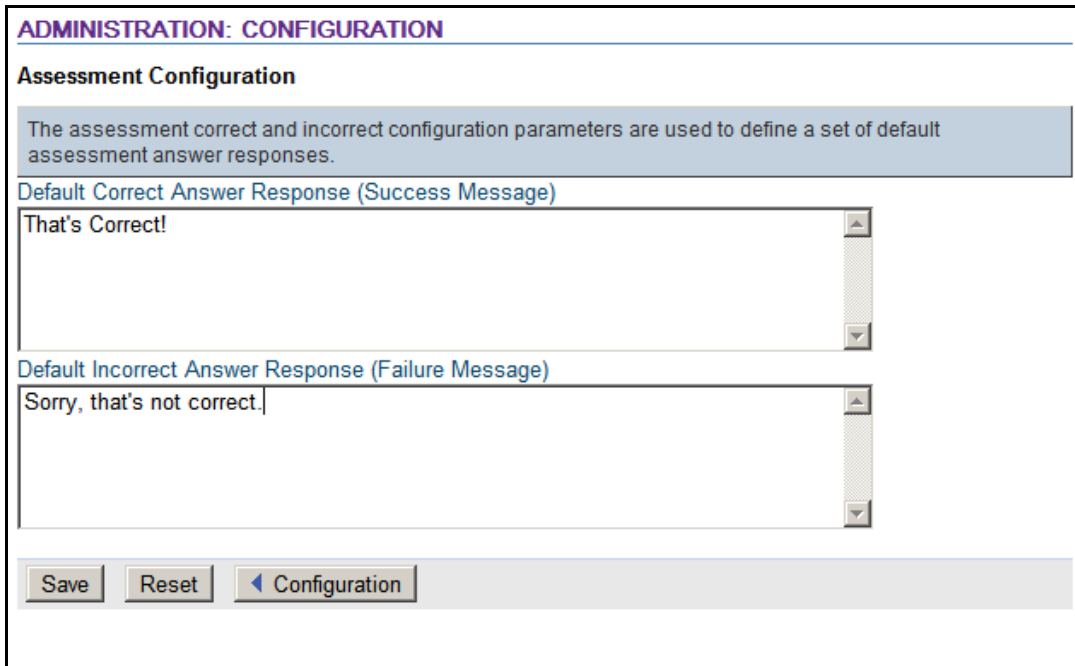 ADMINISTRATION: CONFIGURATION
Assessment Configuration
The assessment correct and incorrect configuration parameters are used to define a set of default
assessment answer responses.
Default Correct Answer Response (Success Message)
That's Correct!
Default Incorrect Answer Response (Failure Message)
Sorry, that's not correct.
Save Reset Configuration